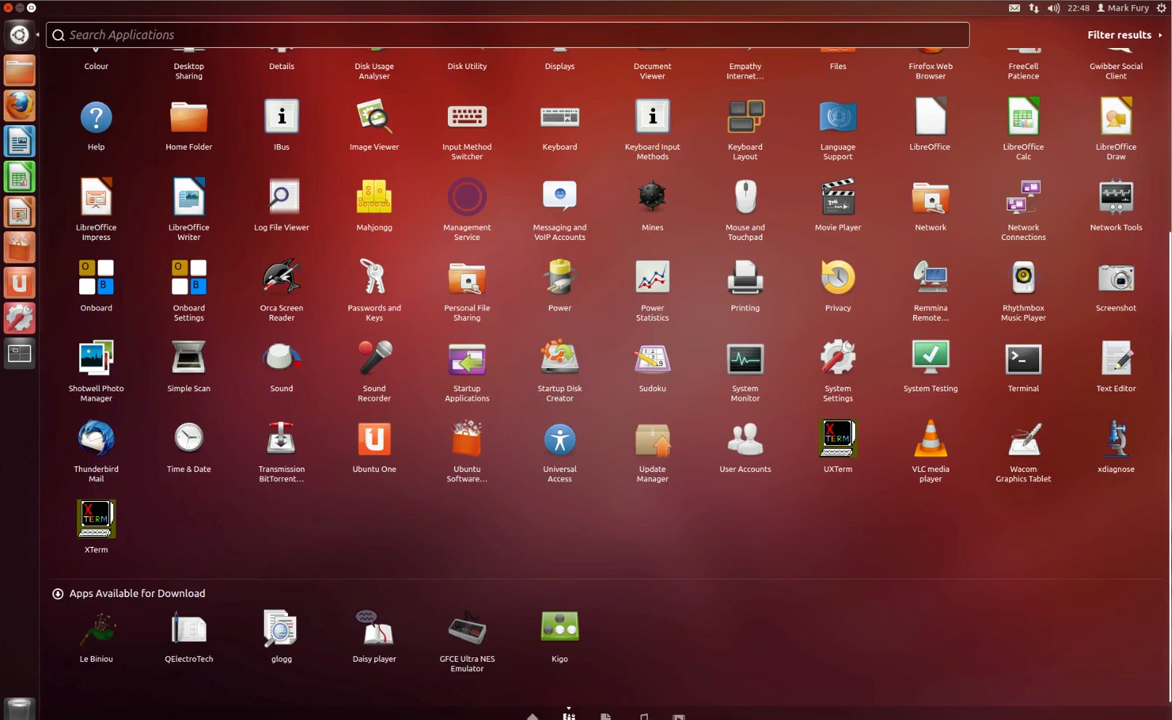 22:48 Mark Fury
Search Applications
Filter results
Colour
Desktop
Sharing
Details
Disk Usage
Analyser
Disk Utility
Displays
Document
Viewer
Empathy
Internet...
Files
Firefox Web
Browser
FreeCell
Patience
Gwibber Social
Client
Help
Home Folder
IBus
Image Viewer
Input Method
Switcher
Keyboard
Keyboard Input
Methods
Keyboard
Layout
Language
Support
LibreOffice
LibreOffice
Calc
LibreOffice
Draw
LibreOffice
Impress
LibreOffice
Writer
Log File Viewer
Mahjongg
Management
Service
Messaging and
VoIP Accounts
Mines
Mouse and
Touchpad
Movie Player
Network
Network
Connections
Network Tools
Onboard
Onboard
Settings
Orca Screen
Reader
Passwords and
Keys
Personal File
Sharing
Power
Power
Statistics
Printing
Privacy
Remmina
Remote...
Rhythmbox
Music Player
Screenshot
Shotwell Photo
Manager
Simple Scan
Sound
Sound
Recorder
Startup
Applications
Startup Disk
Creator
Sudoku
System
Monitor
System
Settings
System Testing
Terminal
Text Editor
Thunderbird
Mail
Time & Date
Transmission
BitTorrent...
Ubuntu One
Ubuntu
Software...
Universal
Access
Update
Manager
User Accounts
X
TERM
UXTerm
VLC media
player
Wacom
Graphics Tablet
xdiagnose
X
TERM
XTerm
Apps Available for Download
Le Biniou
QElectroTech
glogg
Daisy player
GFCE Ultra NES
Emulator
Kigo